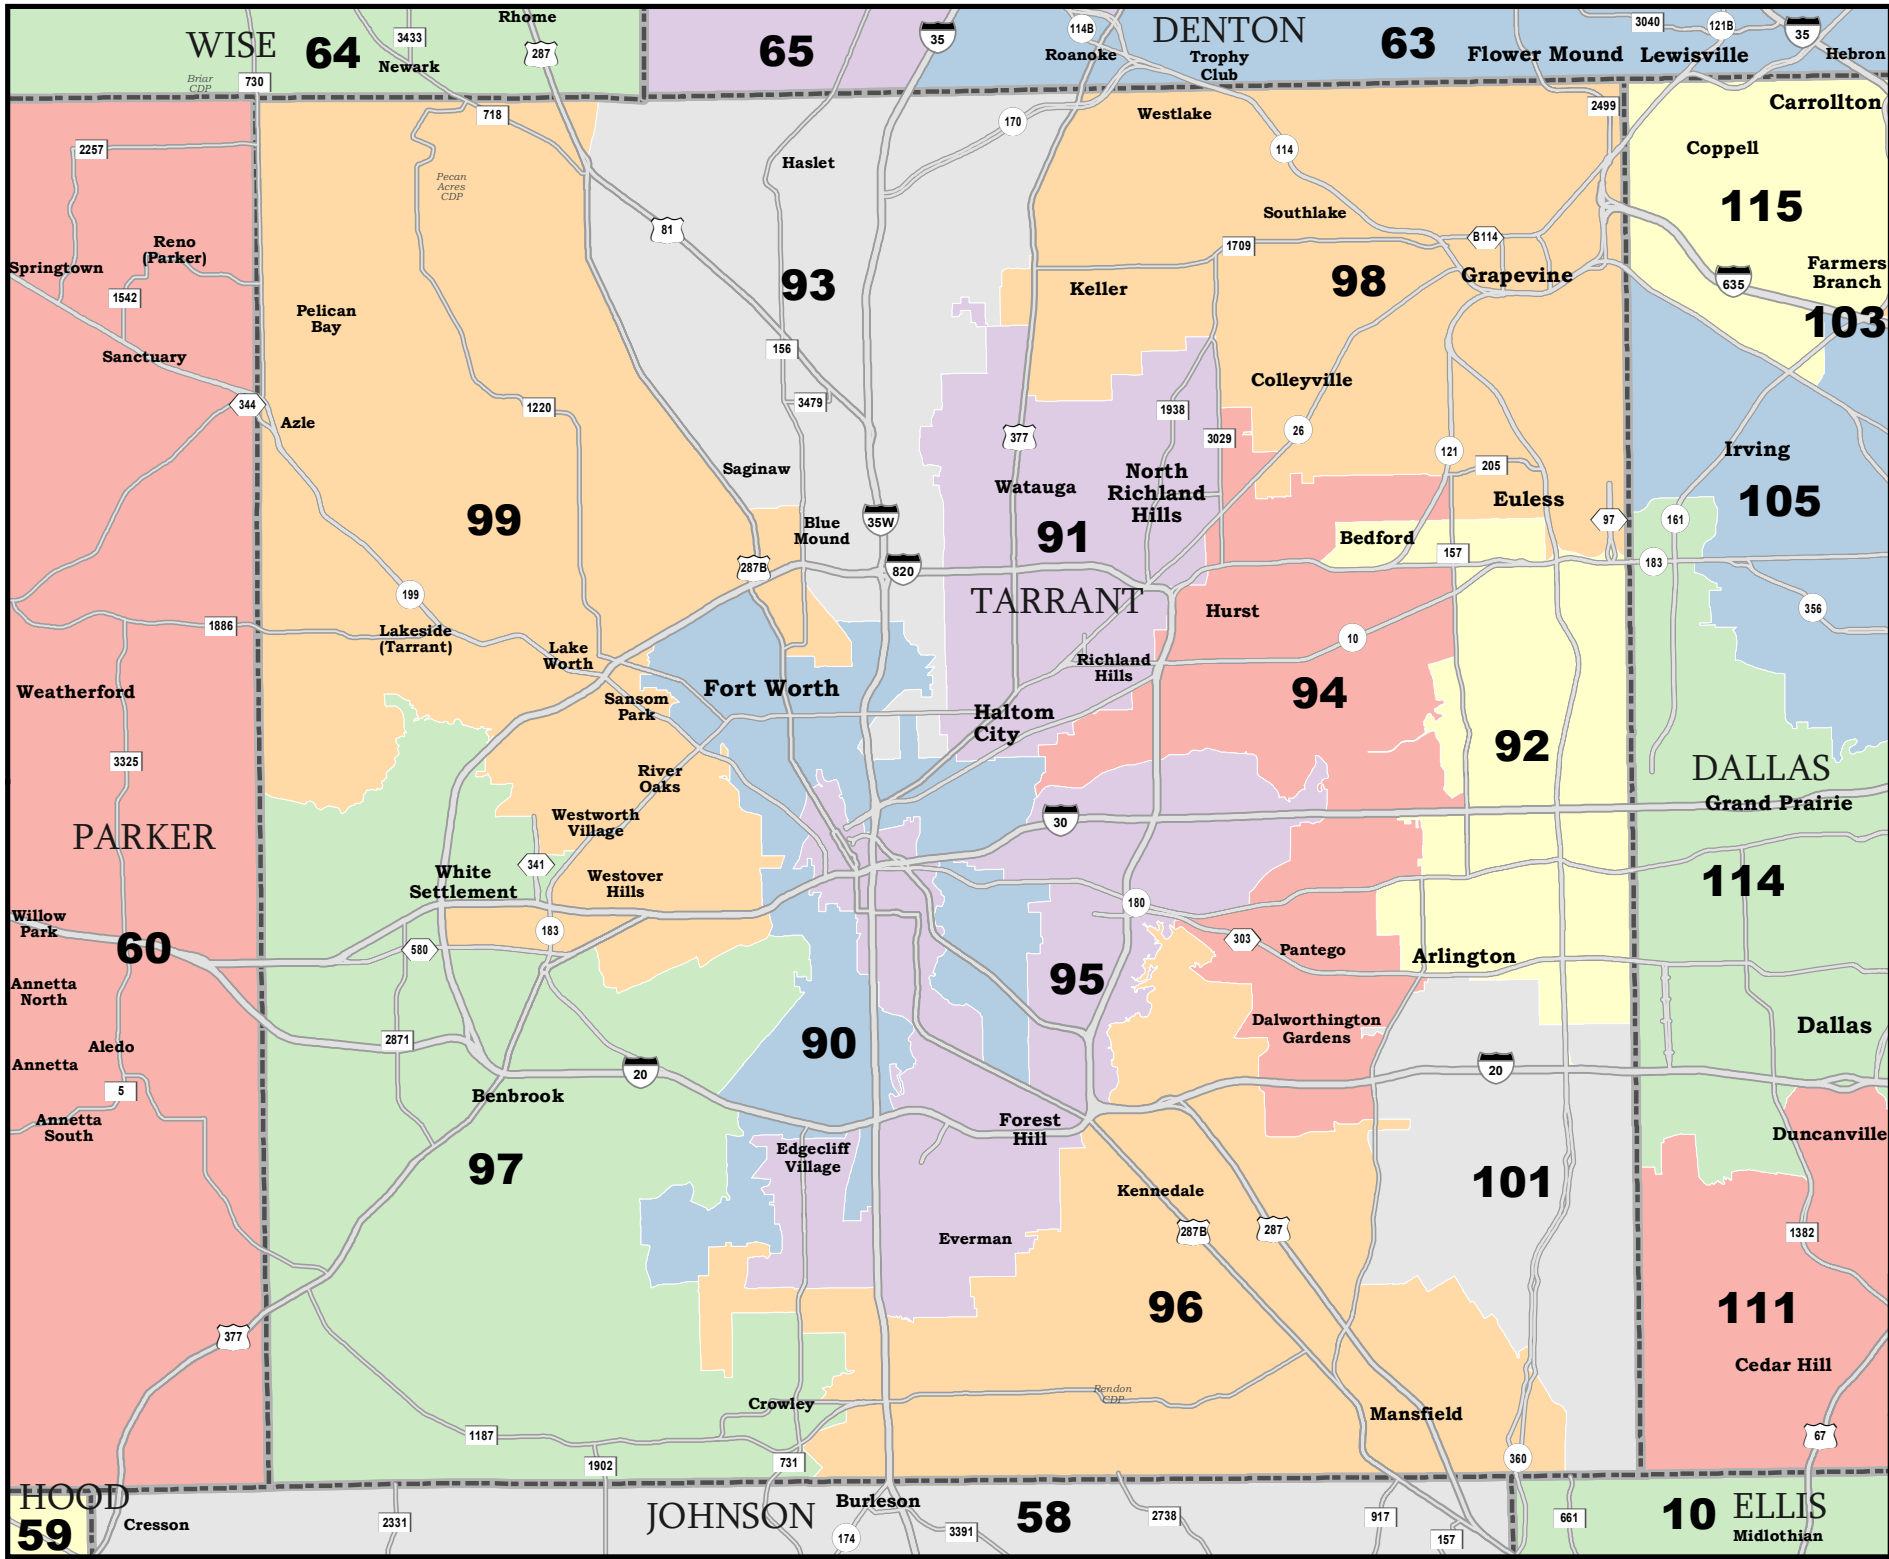 Rhome
WISE
64
3433
Newark
287
Briar
CDP
730
65
35
114B
Roanoke
DENTON
Trophy
Club
63
Flower Mound
3040
Lewisville
121B
35
Hebron
718
170
Westlake
2499
Carrollton
2257
Haslet
114
Coppell
Pecan
Acres
CDP
115
Southlake
81
Reno
(Parker)
1709
B114
Springtown
93
Keller
98
Grapevine
Farmers
Branch
635
1542
Pelican
Bay
103
Sanctuary
156
344
Azle
1220
3479
Colleyville
1938
377
3029
26
121
205
Irving
Saginaw
Watauga
North
Richland
Hills
Euless
105
99
Blue
Mound
35W
91
97
161
Bedford
157
287B
820
183
199
TARRANT
Hurst
356
1886
Lakeside
(Tarrant)
Lake
Worth
10
Richland
Hills
Weatherford
Sansom
Park
Fort Worth
94
Haltom
City
92
3325
River
Oaks
DALLAS
Grand Prairie
PARKER
Westworth
Village
30
341
White
Settlement
Westover
Hills
114
180
Willow
Park
183
60
580
303
Pantego
Arlington
95
Annetta
North
Dalworthington
Gardens
Dallas
2871
90
Aledo
Annetta
20
20
5
Benbrook
Annetta
South
Forest
Hill
Duncanville
Edgecliff
Village
97
101
Kennedale
287B
287
1382
Everman
96
111
377
Cedar Hill
Rendon
CDP
Crowley
Mansfield
1187
67
1902
731
360
HOOD
59
Cresson
2331
JOHNSON
Burleson
174
3391
58
2738
917
157
661
10
ELLIS
Midlothian